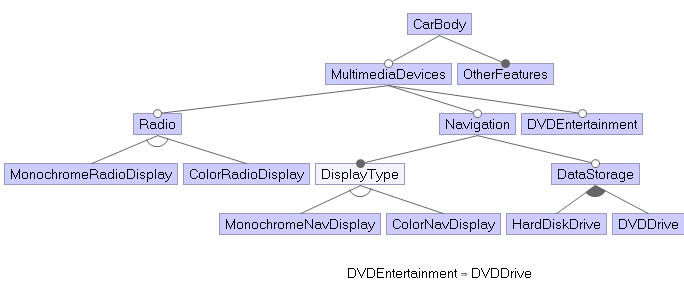 CarBody
MultimediaDevices OtherFeatures
Radio Navigation DVDEntertainment
MonochromeRadioDisplay ColorRadioDisplay DisplayType DataStorage
MonochromeNavDisplay ColorNavDisplay HardDiskDrive DVDDrive
DVDEntertainment ⇒ DVDDrive